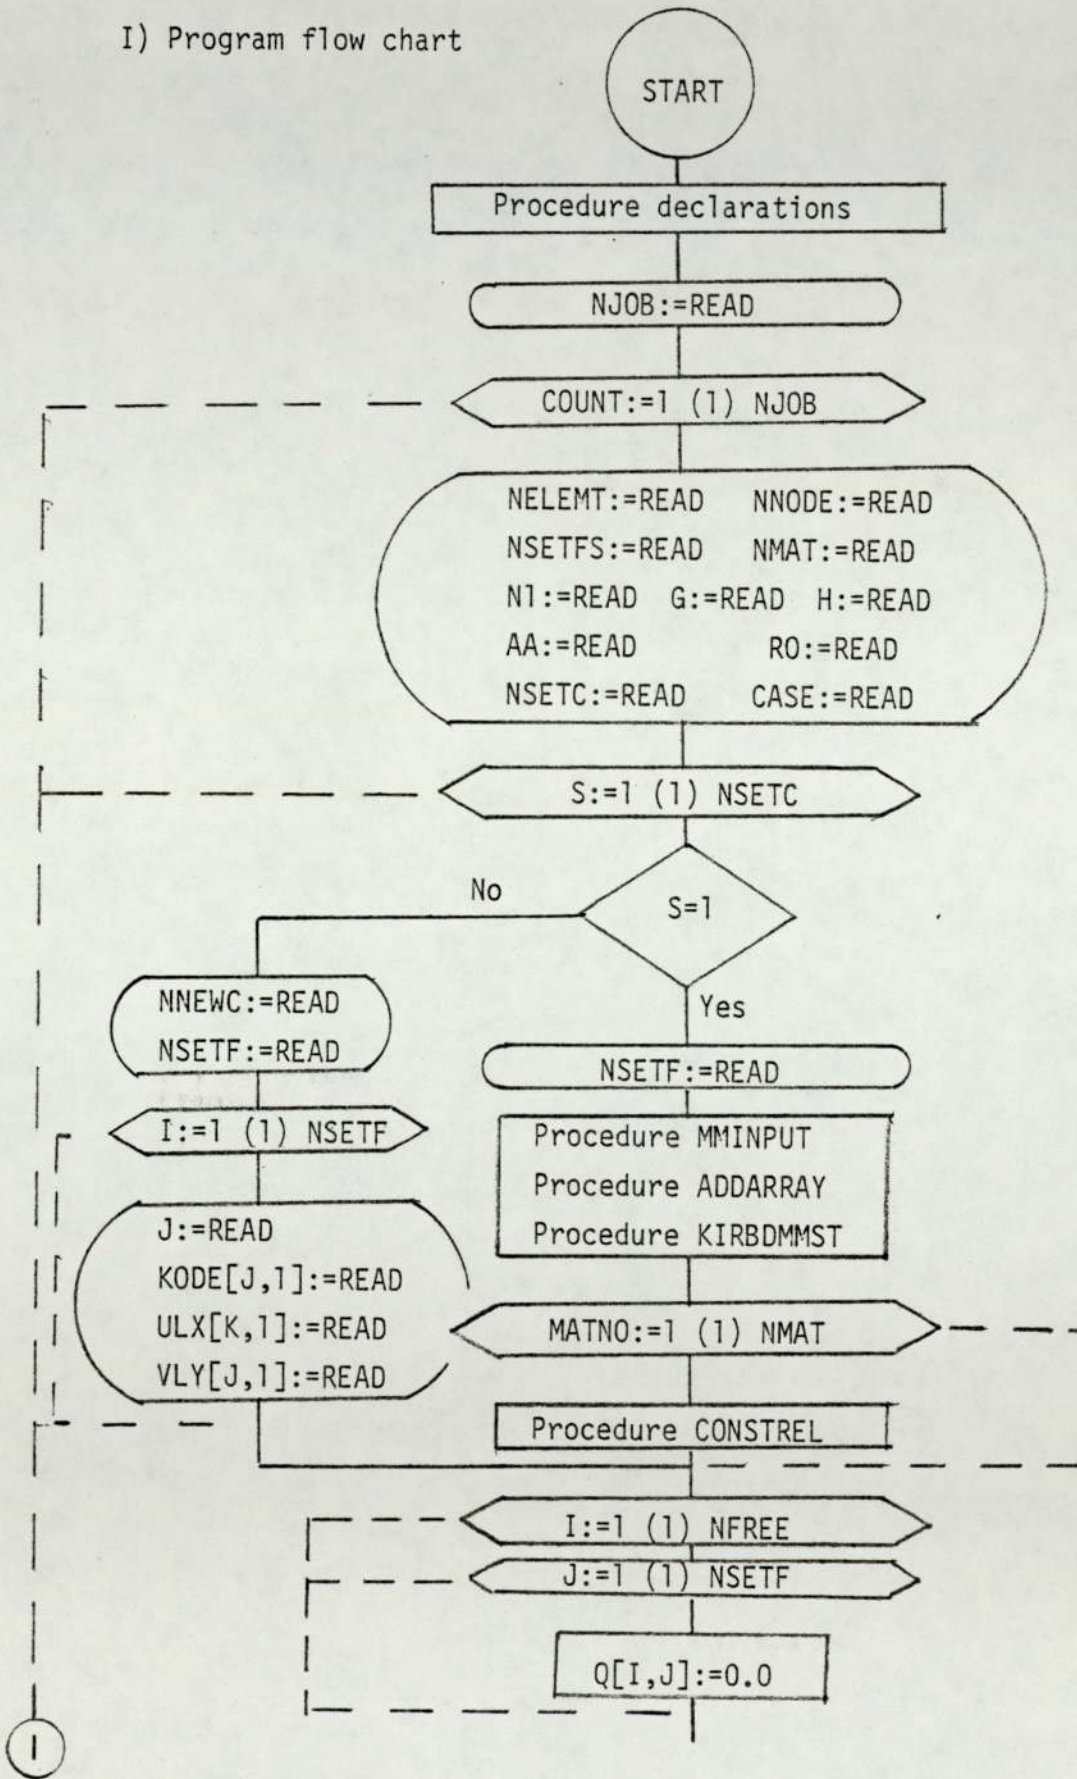 I) Program flow chart
START
Procedure declarations
NJOB:=READ
COUNT:=1 (1) NJOB
NELEMT:=READ NNODE:=READ
NSETFS:=READ NMAT:=READ
N1:=READ G:=READ H:=READ
AA:=READ RO:=READ
NSETC:=READ CASE:=READ
S:=1 (1) NSETC
S=1
No
Yes
NNEWC:=READ
NSETF:=READ
I:=1 (1) NSETF
J:=READ
KODE[J,1]:=READ
ULX[K,1]:=READ
VLY[J,1]:=READ
NSETF:=READ
Procedure MMINPUT
Procedure ADDARRAY
Procedure KIRBDMMST
MATNO:=1 (1) NMAT
Procedure CONSTREL
I:=1 (1) NFREE
J:=1 (1) NSETF
Q[I,J]:=0.0
1